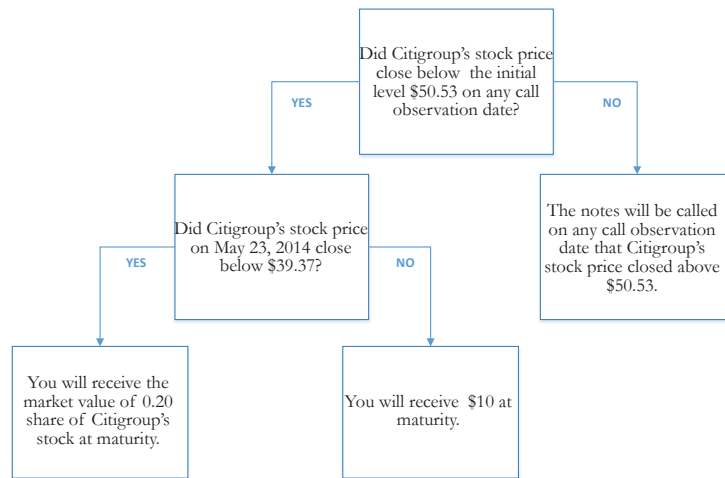 Did Citigroup's stock price
close below the initial
level $50.53 on any call
observation date?
YES
NO
Did Citigroup's stock price
on May 23, 2014 close
below $39.37?
The notes will be called
on any call observation
date that Citigroup's
stock price closed above
$50.53.
YES
NO
You will receive the
market value of 0.20
share of Citigroup's
stock at maturity.
You will receive $10 at
maturity.